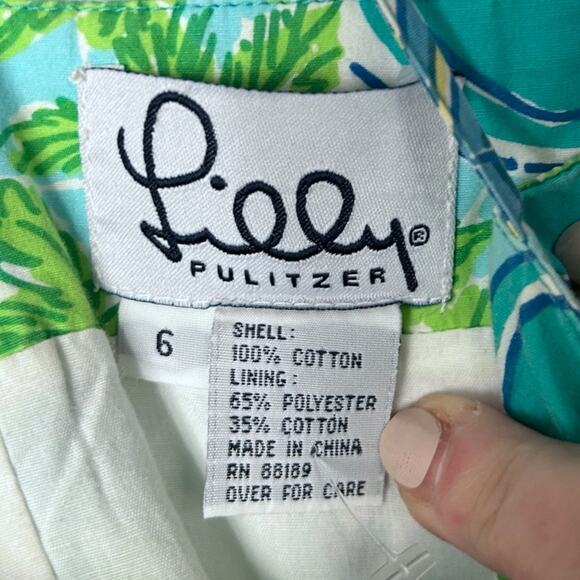 Lilly®
PULITZER
6
SHELL:
100% COTTON
LINING:
65% POLYESTER
35% COTTON
MADE IN CHINA
RN 88189
OVER FOR CARE